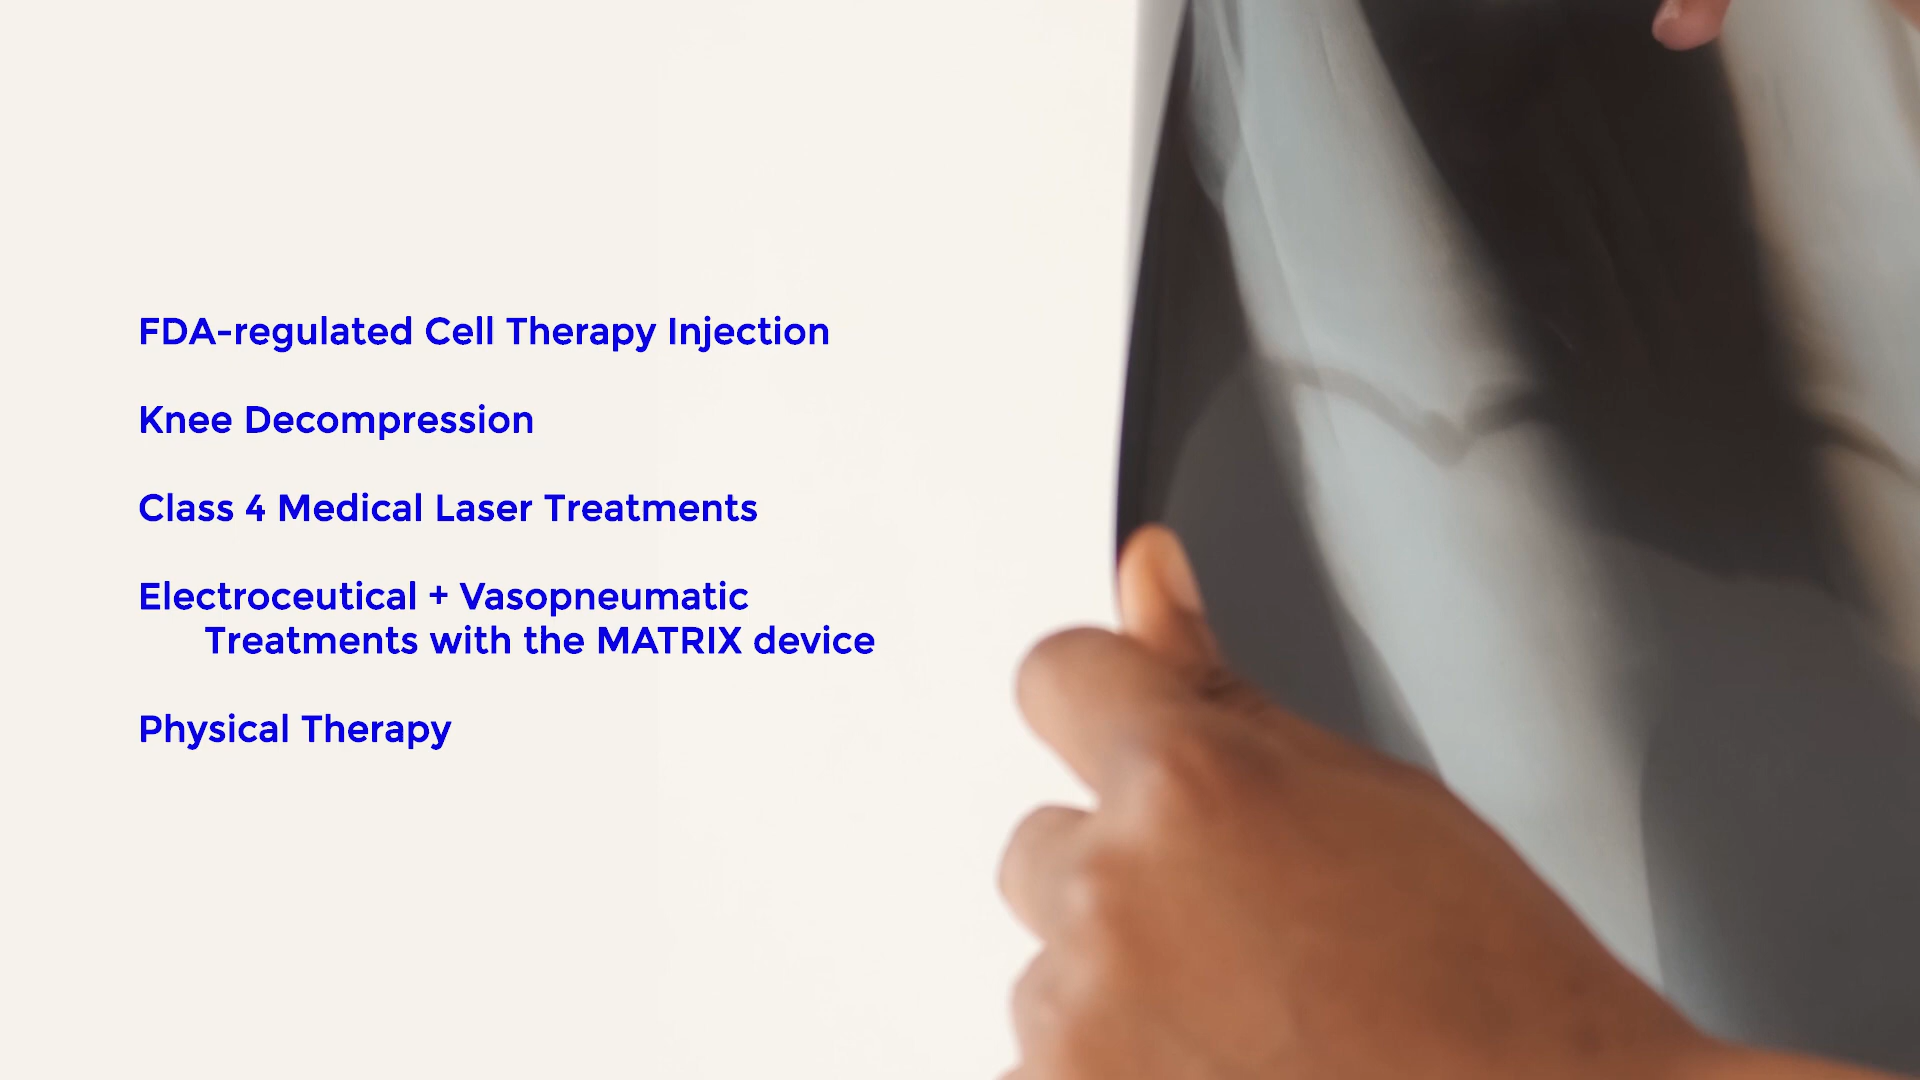 FDA-regulated Cell Therapy Injection
Knee Decompression
Class 4 Medical Laser Treatments
Electroceutical + Vasopneumatic
Treatments with the MATRIX device
Physical Therapy